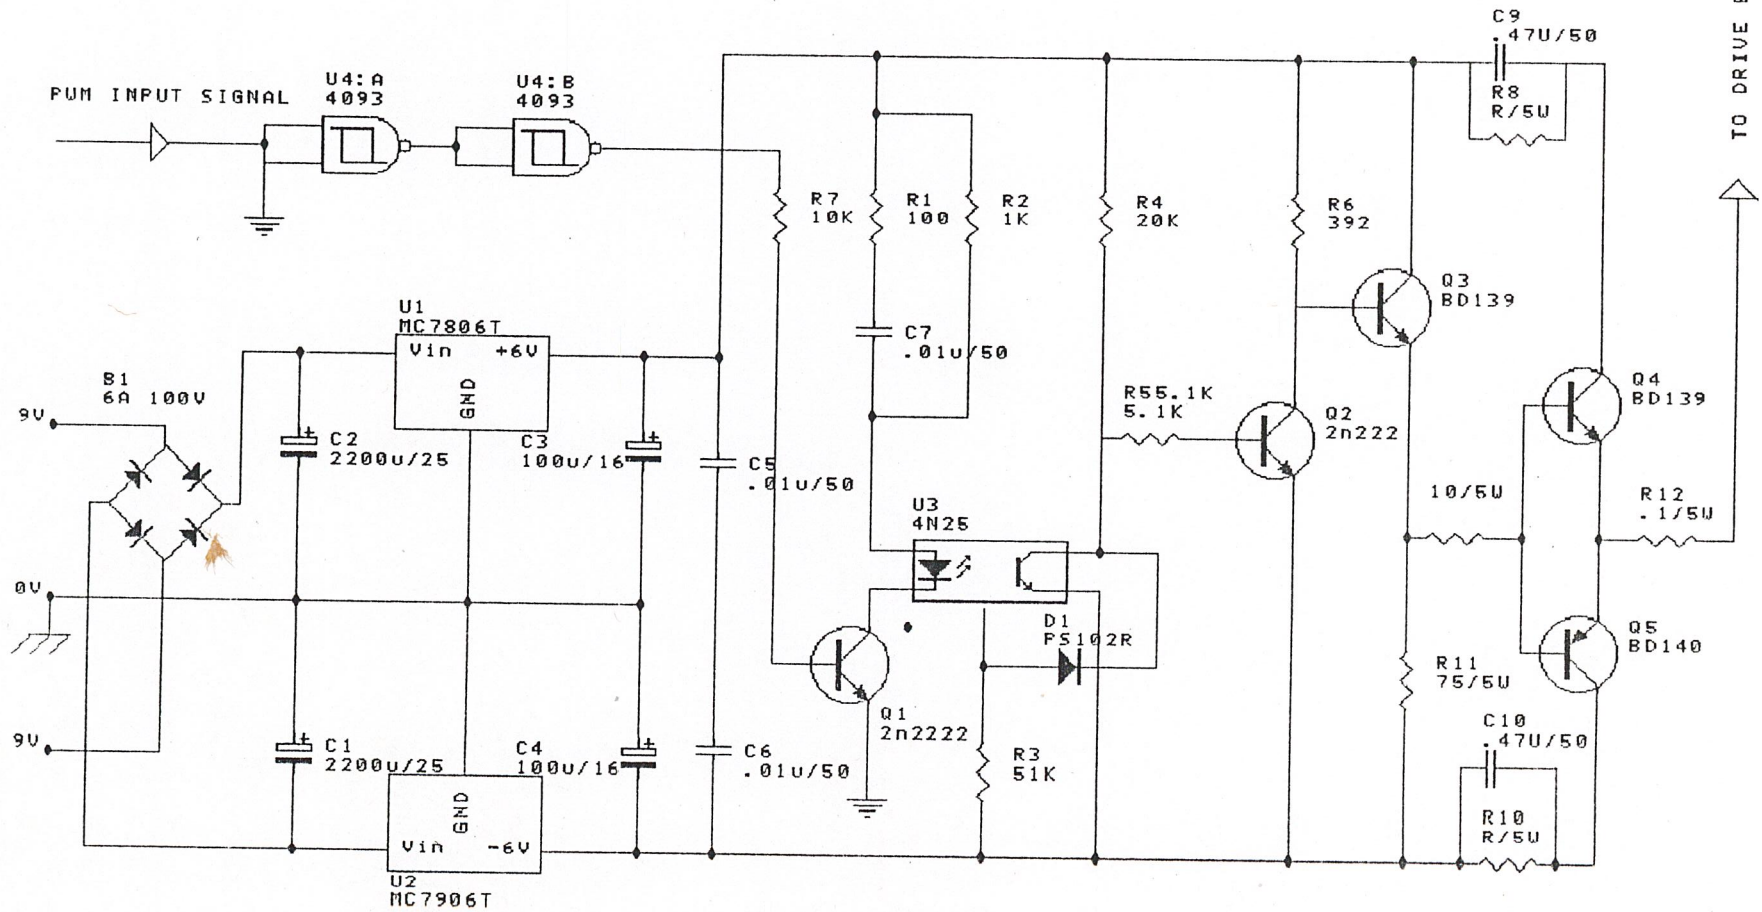 C9
.47U/50
R8
R/5W
TO DRIVE
PWM INPUT SIGNAL
U4:A
4093
U4:B
4093
R7
10K
R1
100
R2
1K
R4
20K
R6
392
Q3
BD139
U1
MC7806T
Vin
+6V
GND
C7
.01u/50
B1
6A 100V
9V
C2
2200u/25
C3
100u/16
C5
.01u/50
R55.1K
5.1K
Q2
2n222
Q4
BD139
10/5W
R12
.1/5W
U3
4N25
0V
D1
PS102R
Q5
BD140
R11
75/5W
9V
C1
2200u/25
C4
100u/16
C6
.01u/50
Q1
2n2222
R3
51K
C10
.47U/50
R10
R/5W
GND
Vin
-6V
U2
MC7906T